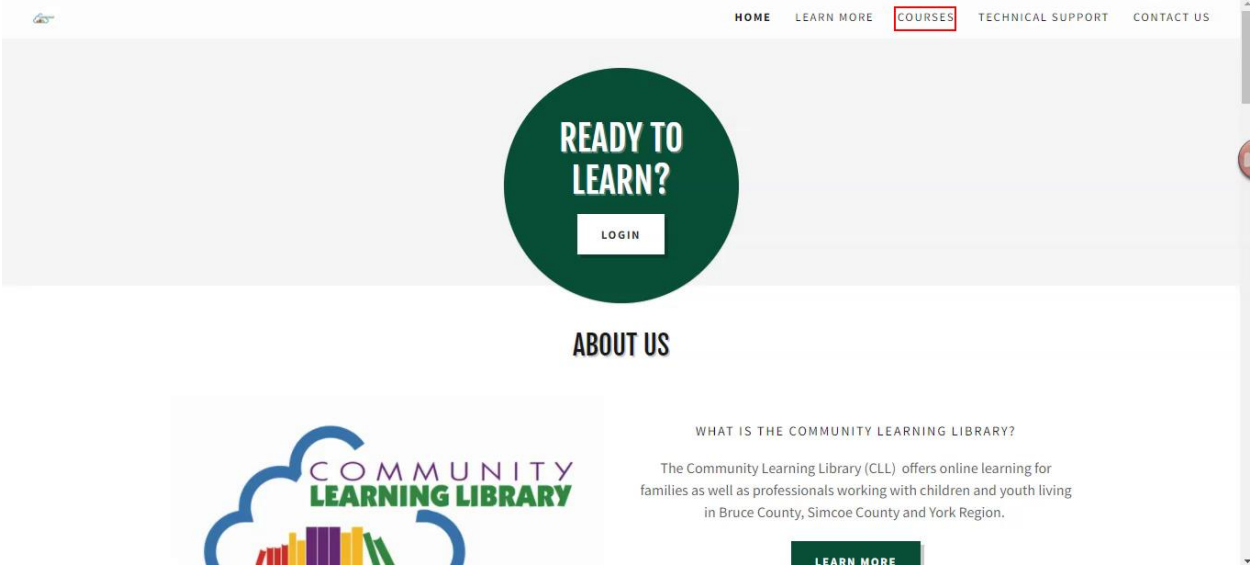 HOME LEARN MORE COURSES TECHNICAL SUPPORT CONTACT US
READY TO
LEARN?
LOGIN
ABOUT US
COMMUNITY
LEARNING LIBRARY
WHAT IS THE COMMUNITY LEARNING LIBRARY?
The Community Learning Library (CLL) offers online learning for
families as well as professionals working with children and youth living
in Bruce County, Simcoe County and York Region.
LEARN MORE